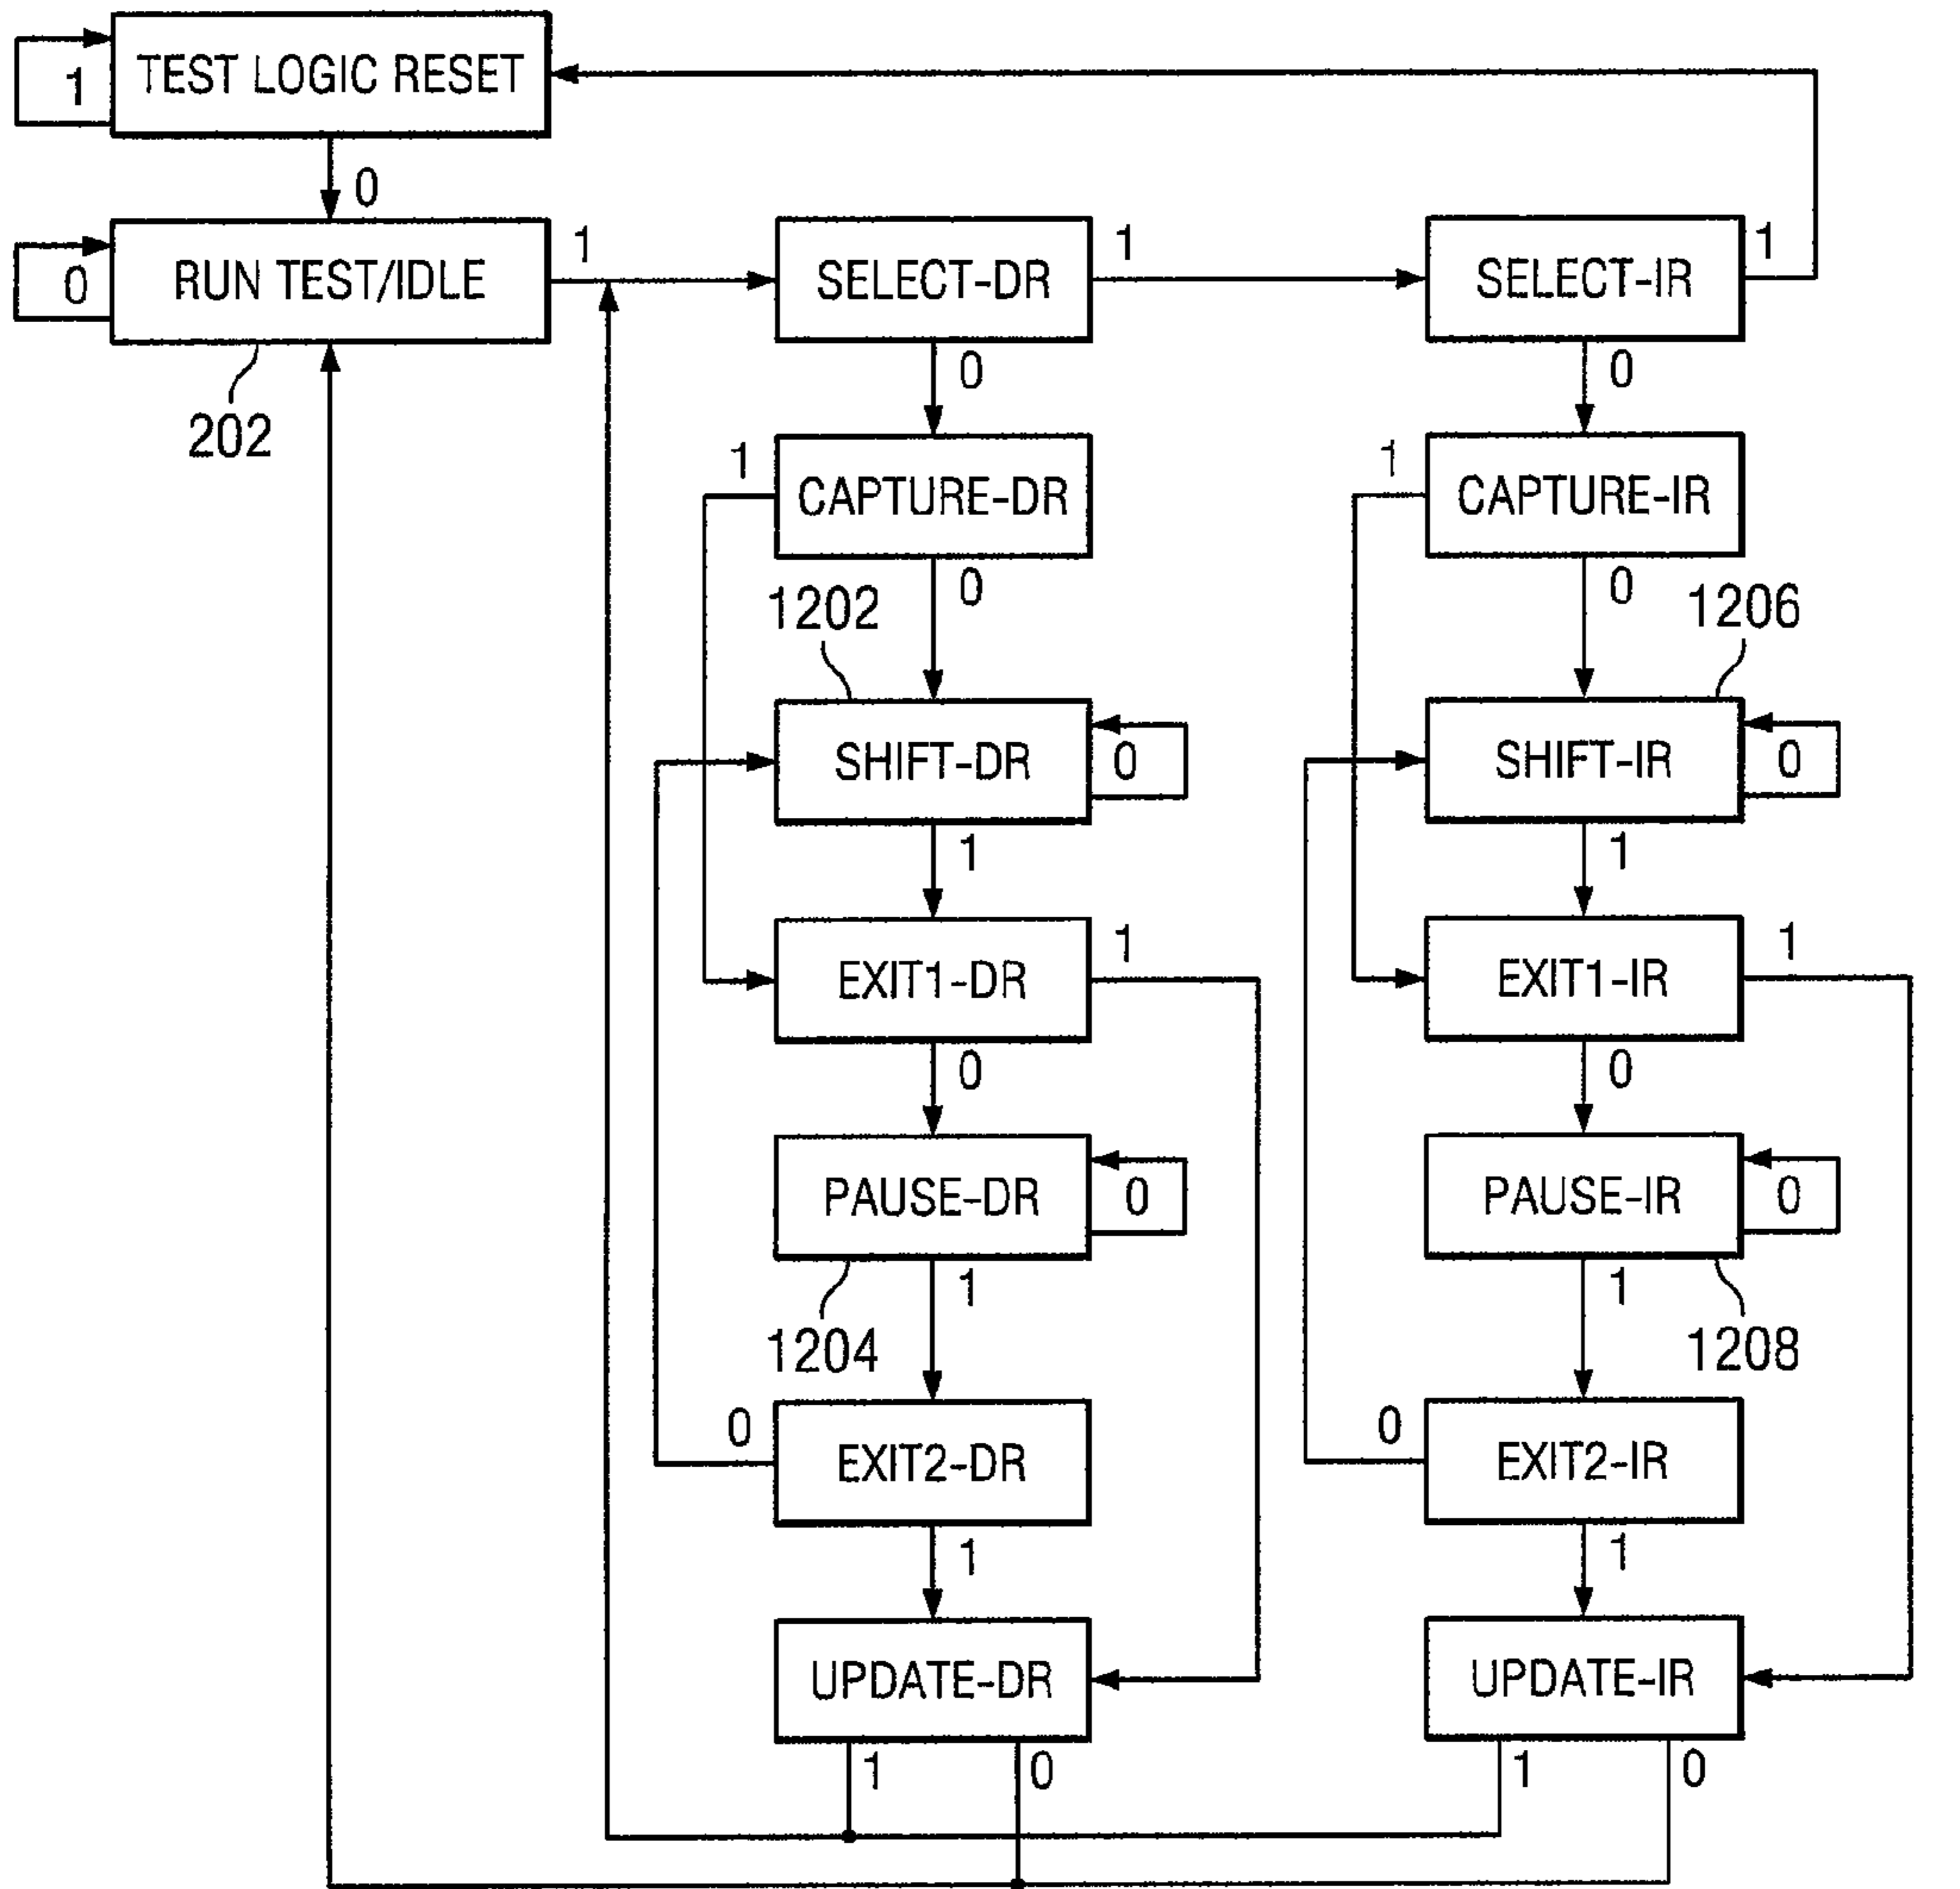 TEST LOGIC RESET
1
0
RUN TEST/IDLE
0
1
SELECT-DR
1
SELECT-IR
1
202
0
0
1
CAPTURE-DR
1
CAPTURE-IR
0
0
1202
1206
SHIFT-DR
0
SHIFT-IR
0
1
1
EXIT1-DR
1
EXIT1-IR
1
0
0
PAUSE-DR
0
PAUSE-IR
0
1
1
1204
1208
0
EXIT2-DR
0
EXIT2-IR
1
1
UPDATE-DR
UPDATE-IR
1
0
1
0